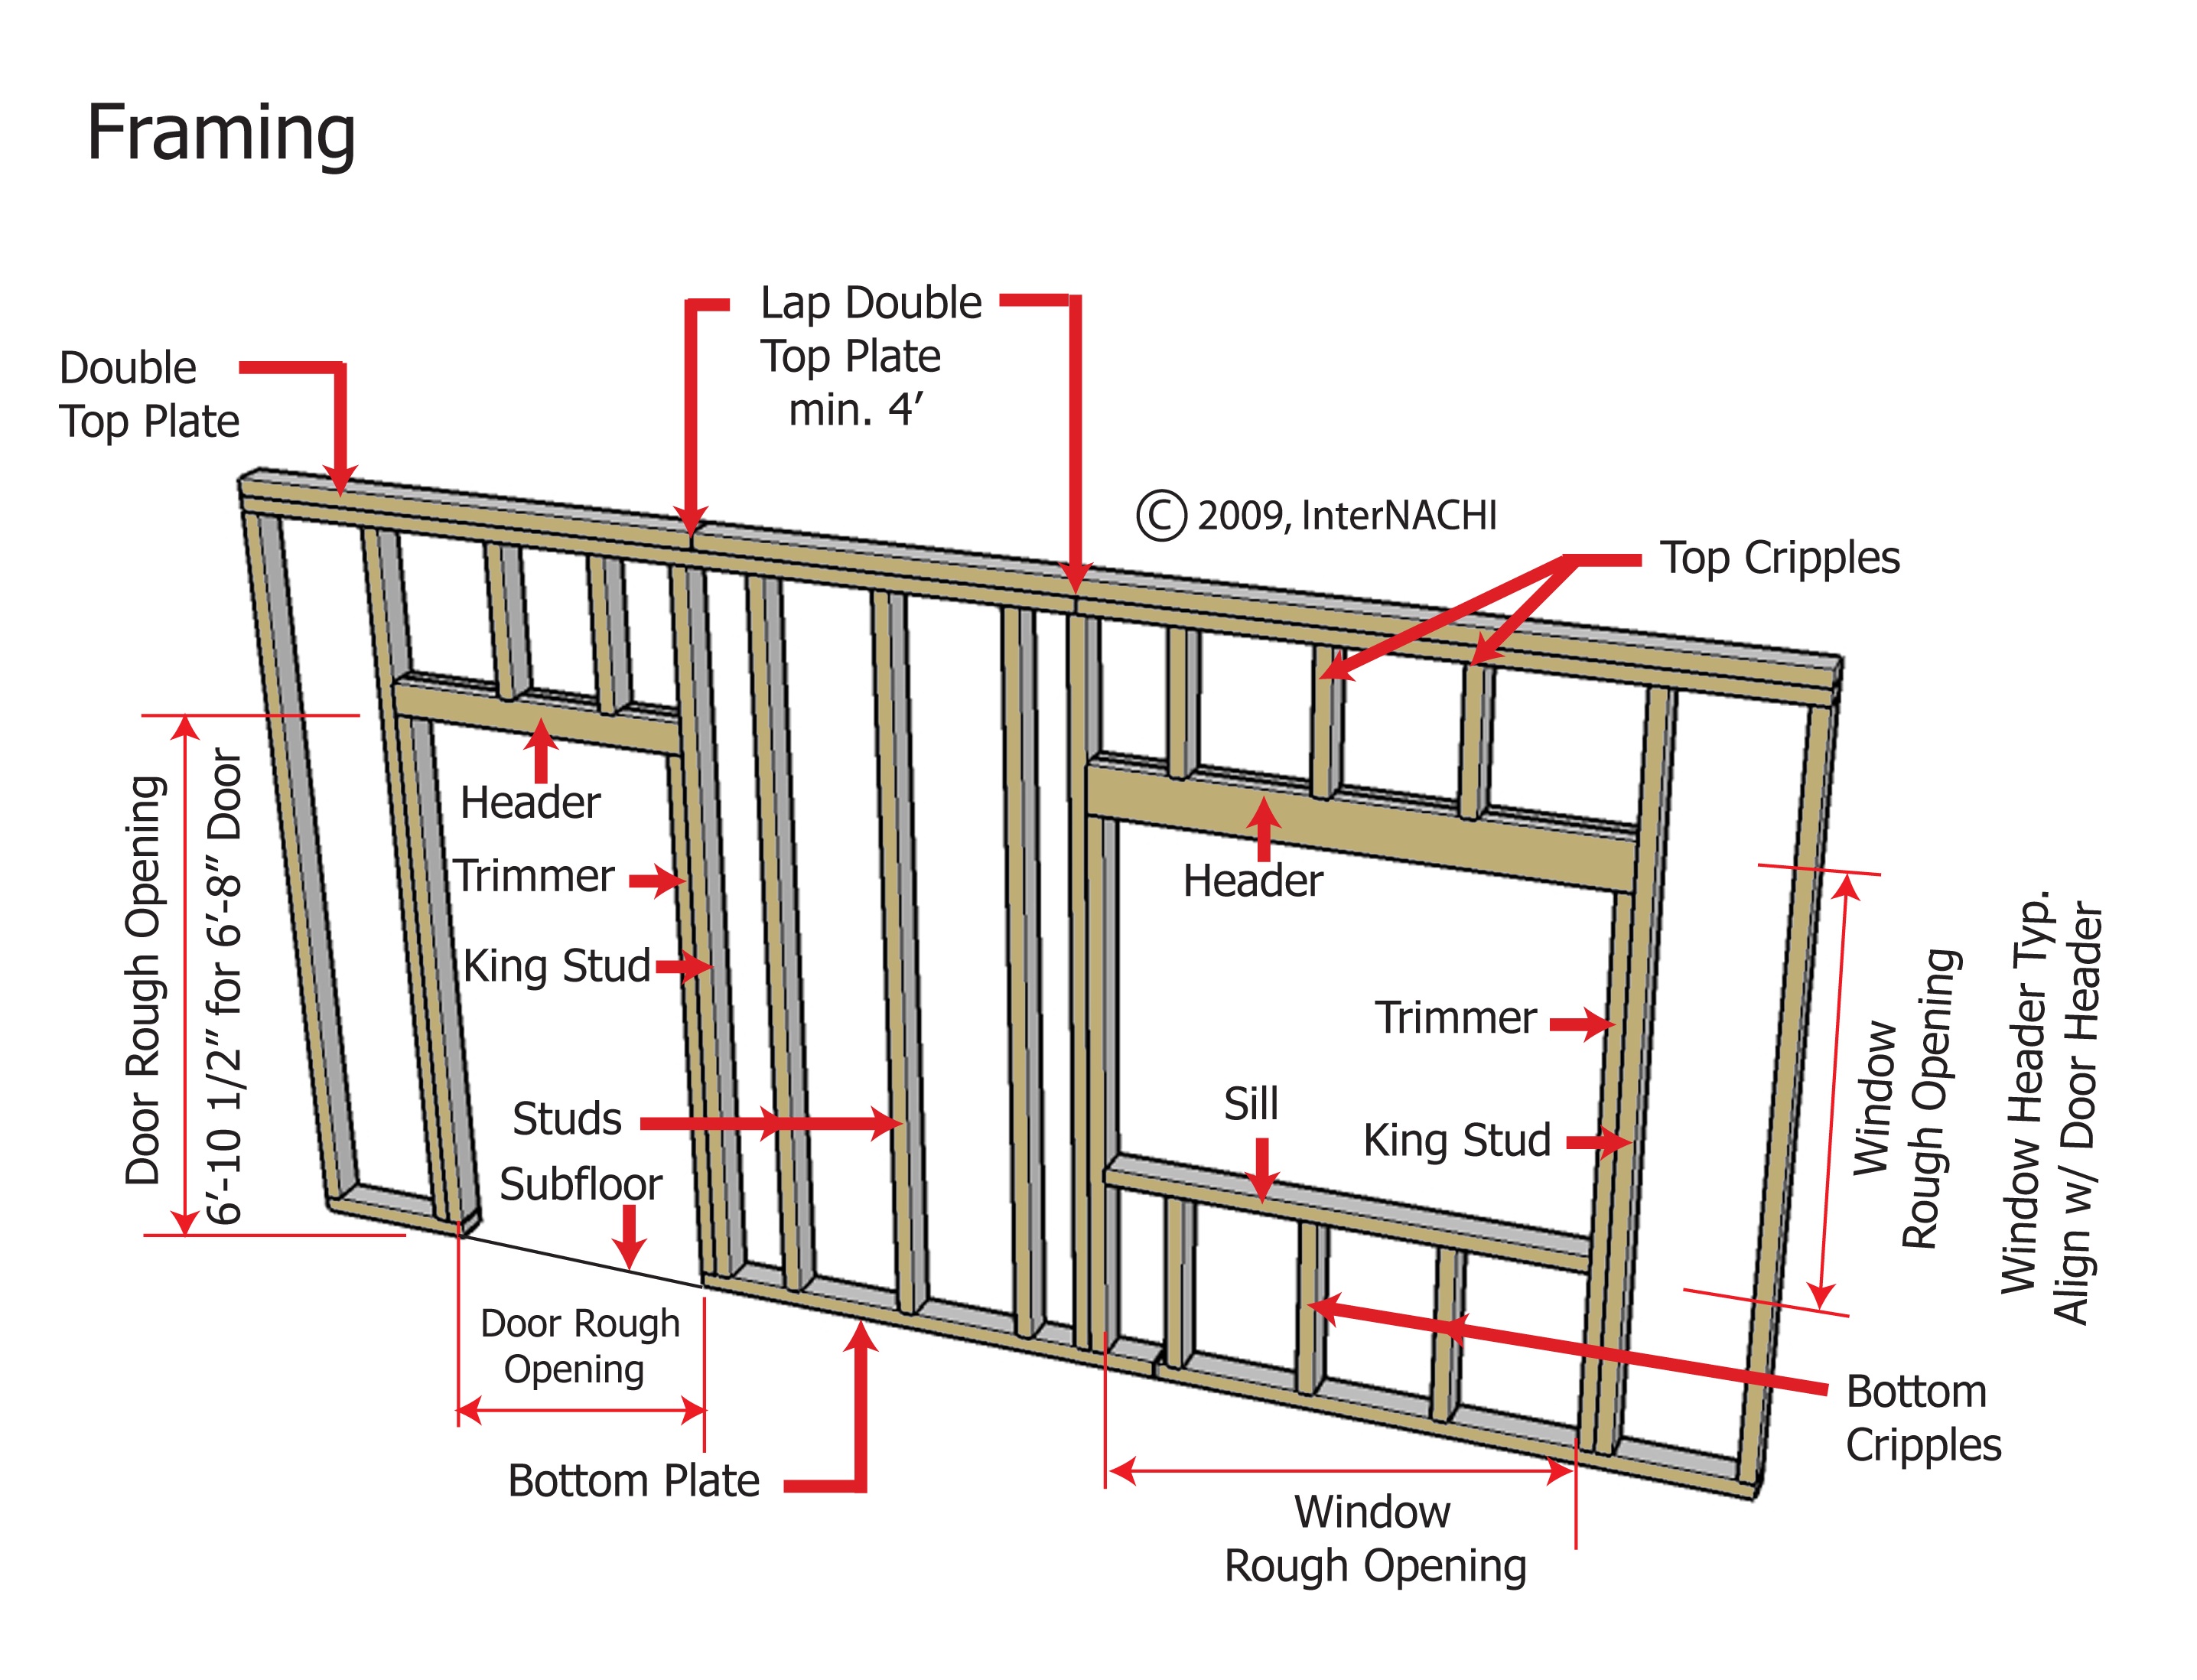 Framing
Lap Double
Top Plate
min. 4’
Double
Top Plate
© 2009, InterNACHI
Top Cripples
Header
Header
Trimmer
King Stud
Door Rough Opening
6’-10 1/2” for 6’-8” Door
Trimmer
Sill
King Stud
Studs
Subfloor
Window
Rough Opening
Window Header Typ.
Align w/ Door Header
Door Rough
Opening
Bottom
Cripples
Bottom Plate
Window
Rough Opening